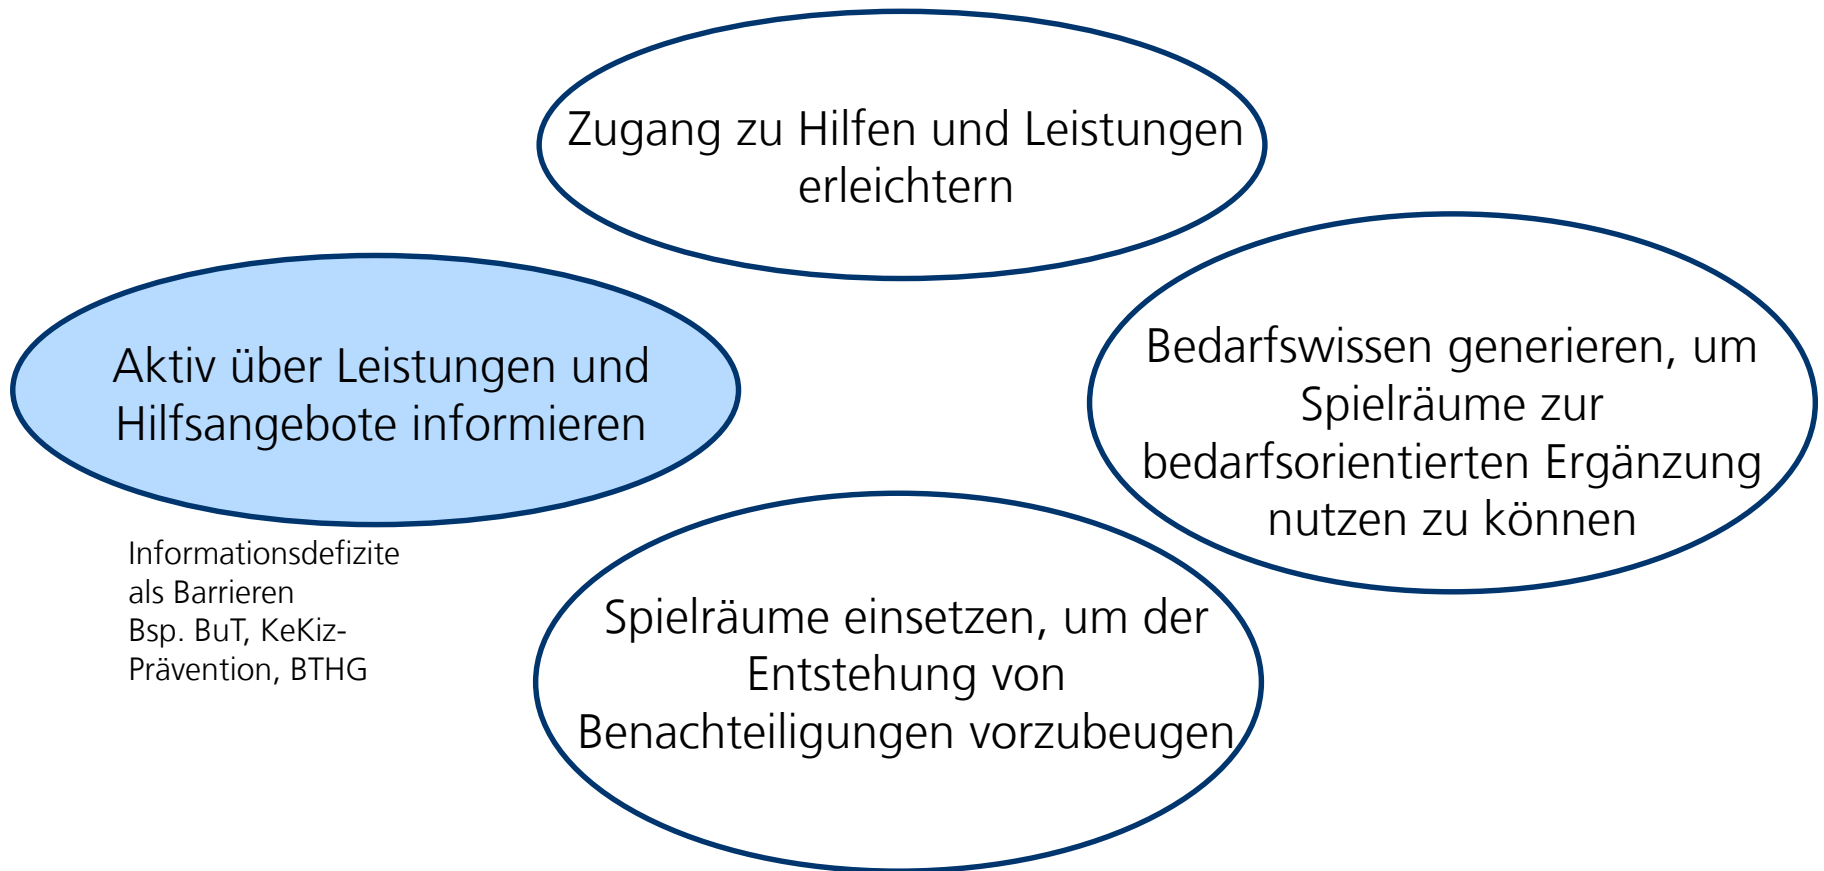 Zugang zu Hilfen und Leistungen
erleichtern
Aktiv über Leistungen und
Hilfsangebote informieren
Informationsdefizite
als Barrieren
Bsp. BuT, KeKiz-
Prävention, BTHG
Bedarfswissen generieren, um
Spielräume zur
bedarfsorientierten Ergänzung
nutzen zu können
Spielräume einsetzen, um der
Entstehung von
Benachteiligungen vorzubeugen